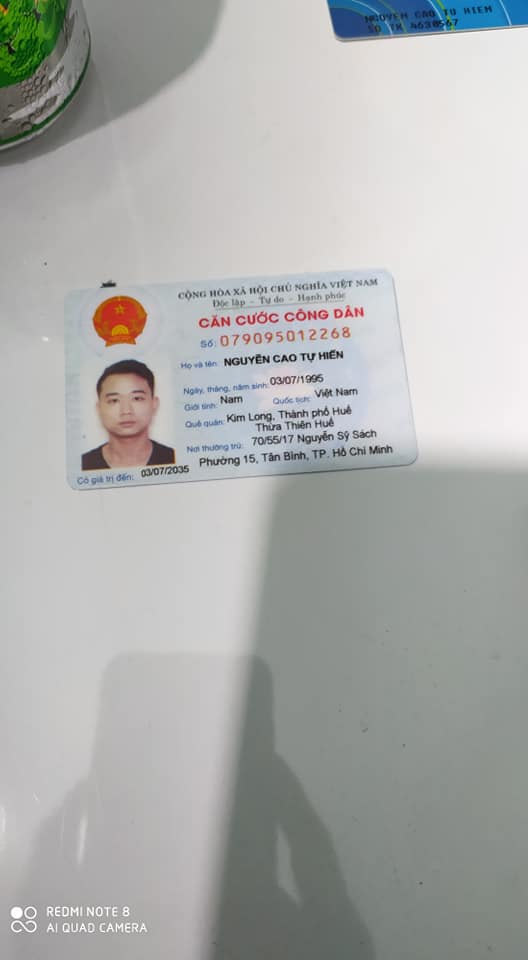 NGUYEN CAO TU HIEN
SO TK 4630567
CỘNG HÒA XÃ HỘI CHỦ NGHĨA VIỆT NAM
Độc lập - Tự do - Hạnh phúc
CĂN CƯỚC CÔNG DÂN
Số: 079095012268
Họ và tên: NGUYỄN CAO TỰ HIẾN
Ngày, tháng, năm sinh: 03/07/1995
Giới tính: Nam Quốc tịch: Việt Nam
Quê quán: Kim Long, Thành phố Huế
Thừa Thiên Huế
Nơi thường trú: 70/55/17 Nguyễn Sỹ Sách
Phường 15, Tân Bình, TP. Hồ Chí Minh
Có giá trị đến: 03/07/2035
REDMI NOTE 8
AI QUAD CAMERA